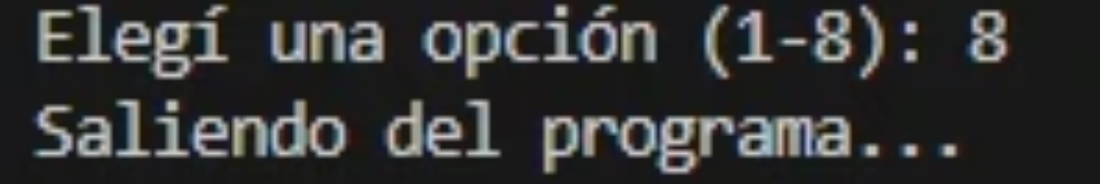 Elegí una opción (1-8): 8
Saliendo del programa...